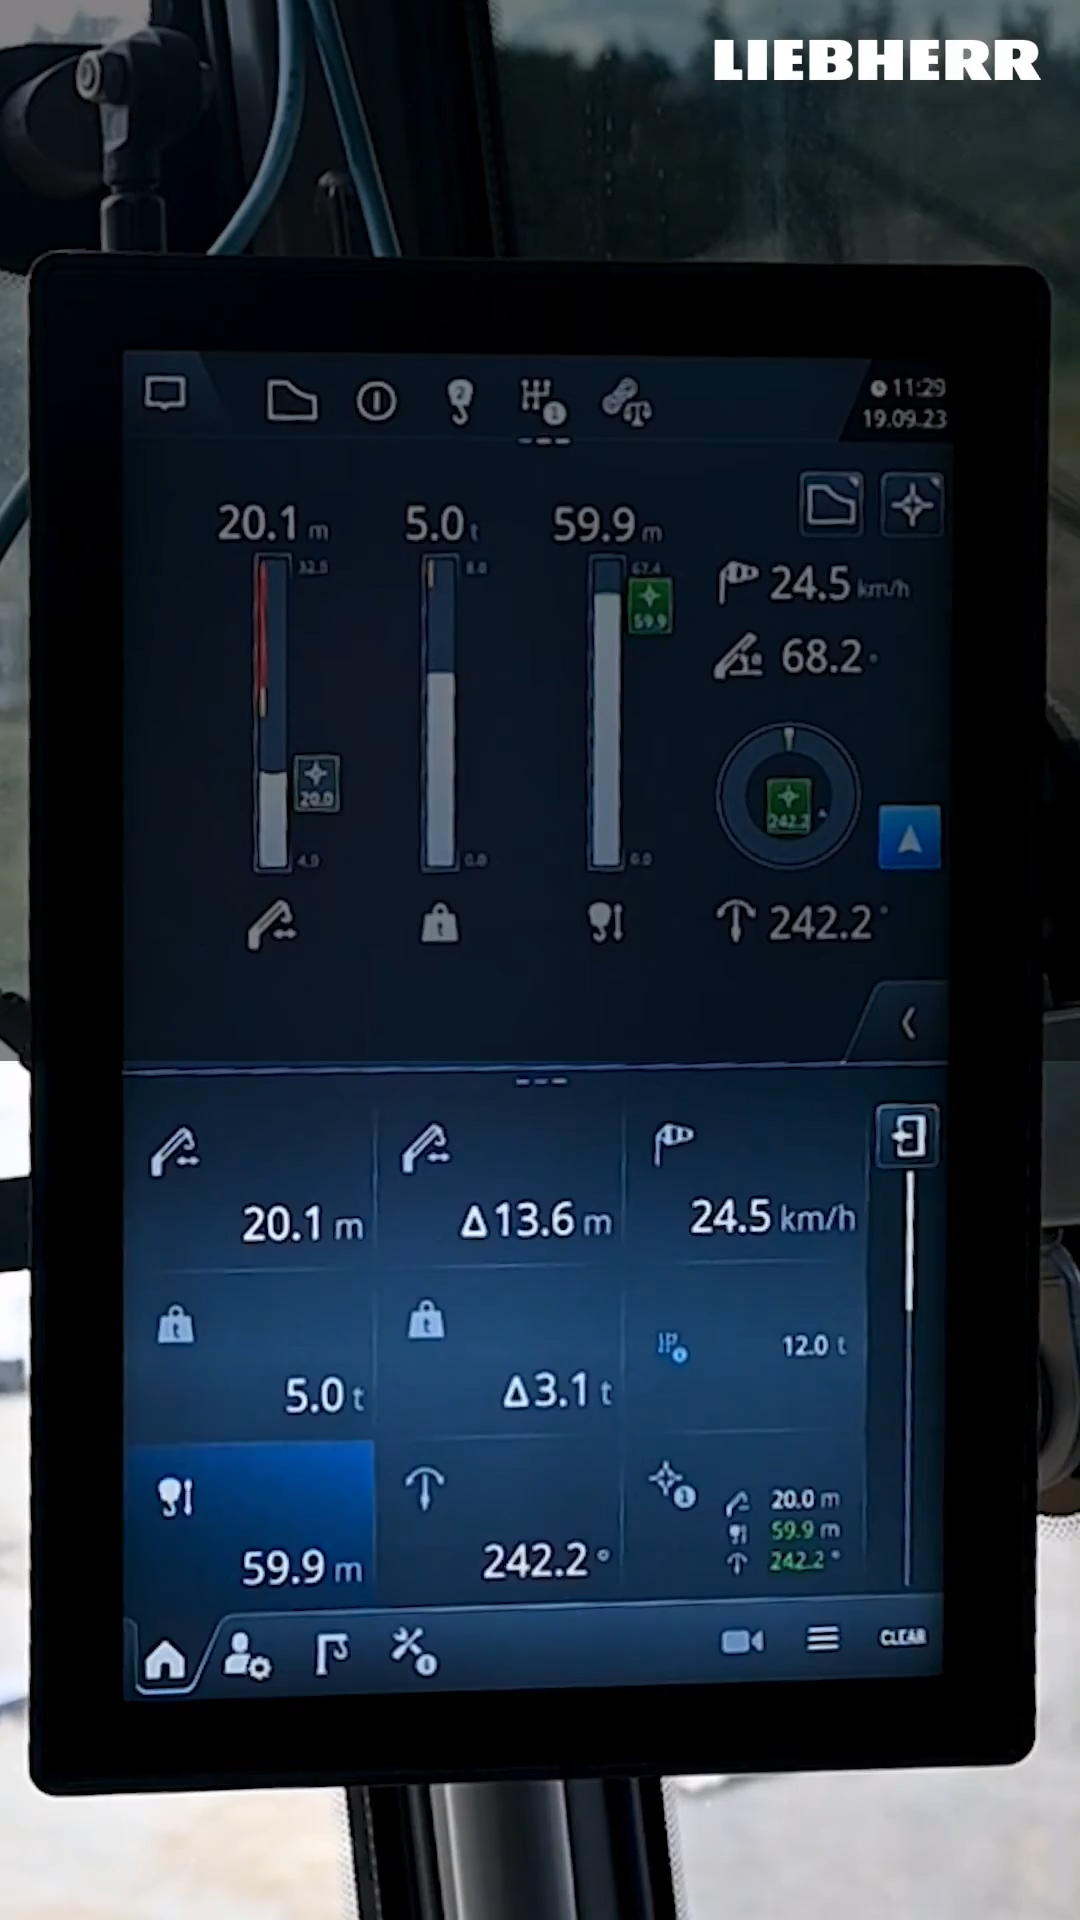 LIEBHERR
11:29
19.09.23
20.1 m
5.0 t
59.9 m
32.5
8.0
67.4
59.9
24.5 km/h
68.2°
20.0
242.2
4.0
0.0
0.0
242.2°
20.1 m
Δ13.6 m
24.5 km/h
t
t
12.0 t
5.0 t
Δ3.1 t
20.0 m
59.9 m
242.2°
59.9 m
242.2°
CLEAR